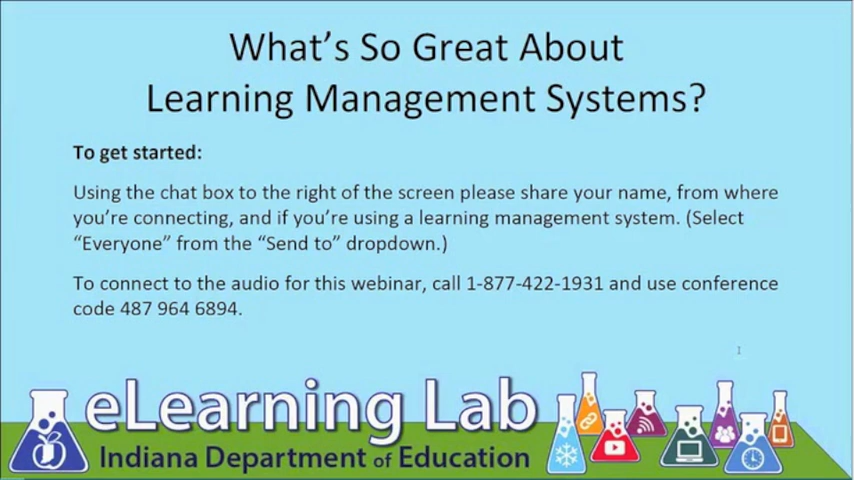 What’s So Great About
Learning Management Systems?
To get started:
Using the chat box to the right of the screen please share your name, from where
you’re connecting, and if you’re using a learning management system. (Select
“Everyone” from the “Send to” dropdown.)
To connect to the audio for this webinar, call 1-877-422-1931 and use conference
code 487 964 6894.
eLearning Lab
Indiana Department of Education